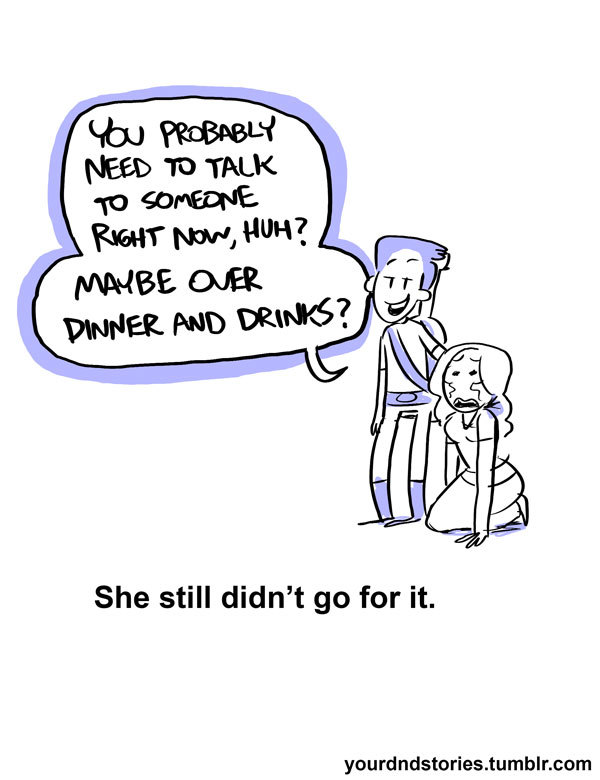 YOU PROBABLY
NEED TO TALK
TO SOMEONE
RIGHT NOW, HUH?
MAYBE OVER
DINNER AND DRINKS?
She still didn't go for it.
yourdndstories.tumblr.com